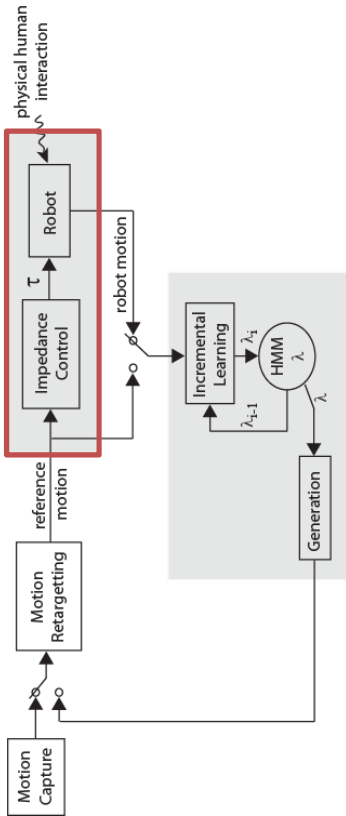 Motion
Capture
Motion
Retargetting
reference
motion
Impedance
Control
τ
Robot
physical human
interaction
robot motion
Incremental
Learning
λi-1
λi
HMM
λ
λ
Generation